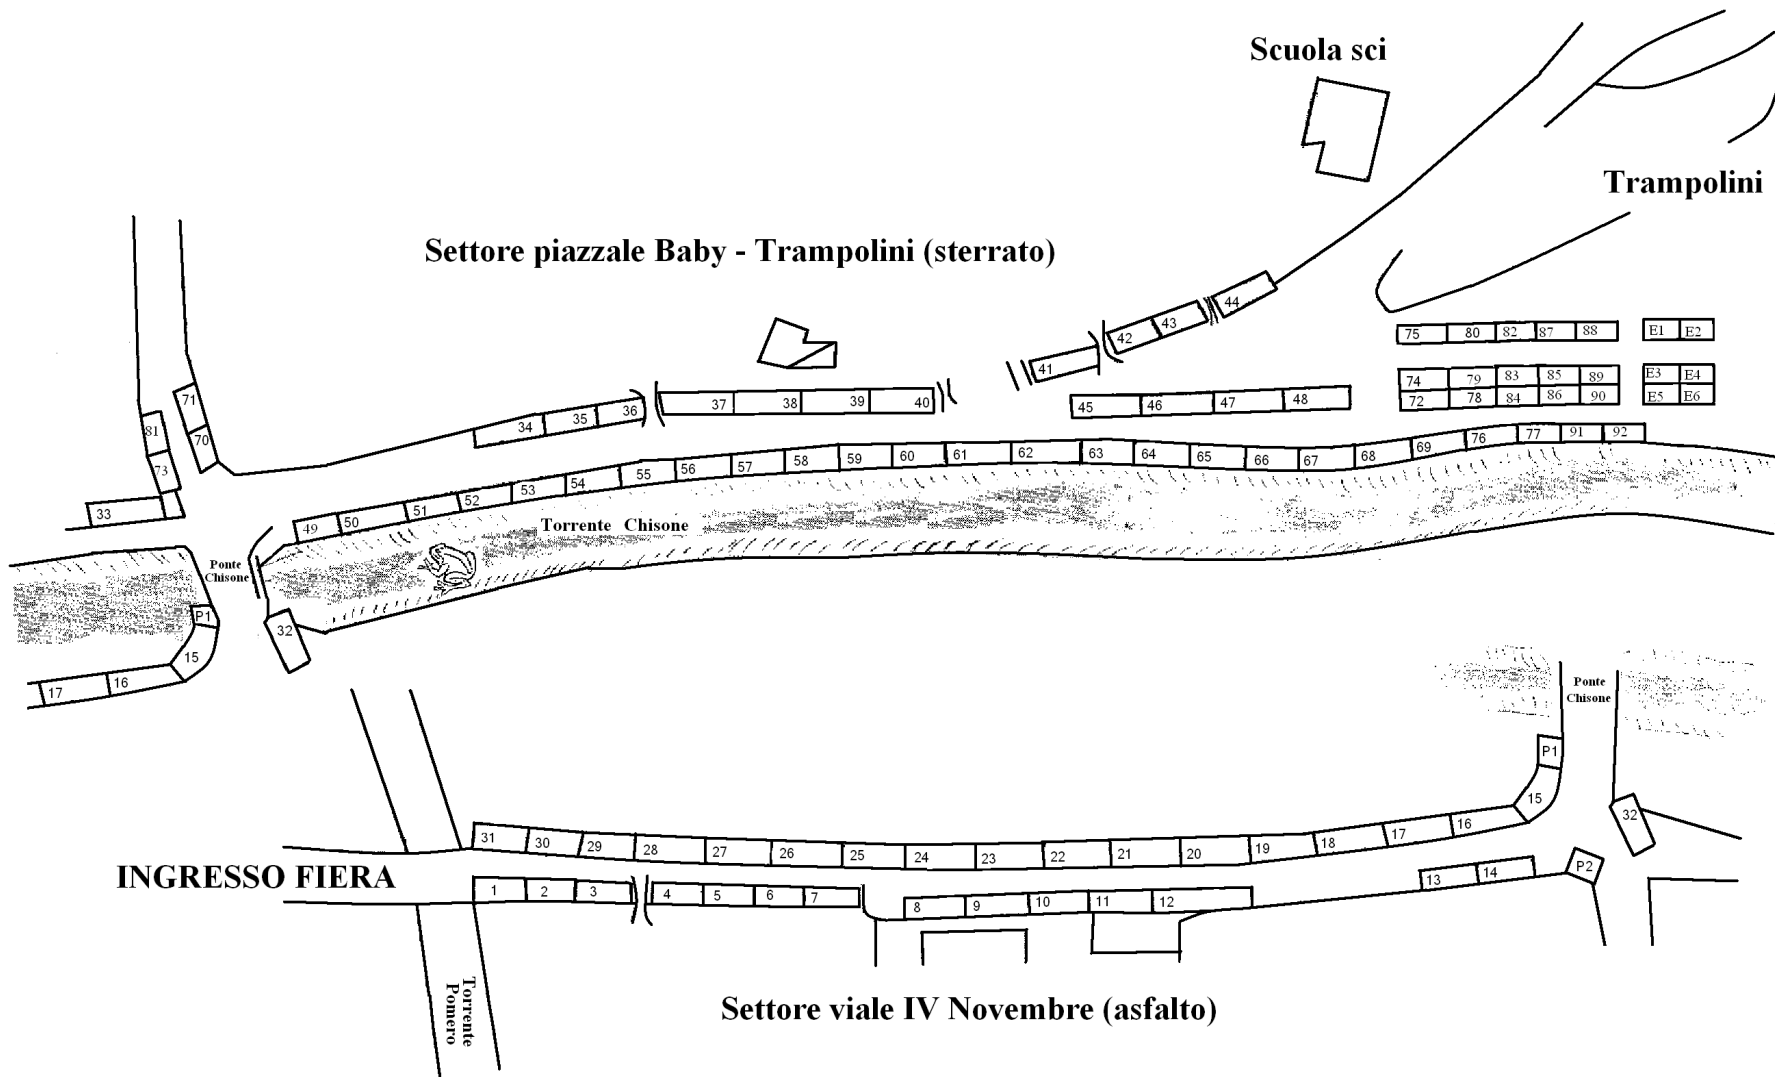 Scuola sci
Trampolini
Settore piazzale Baby - Trampolini (sterrato)
44
43
42
41
75 80 82 87 88 E1 E2
74 79 83 85 89 E3 E4
72 78 84 86 90 E5 E6
71
70
81
73
33
34 35 36
37 38 39 40
45 46 47 48
49 50 51 52 53 54 55 56 57 58 59 60 61 62 63 64 65 66 67 68 69 76 77 91 92
Torrente Chisone
Ponte
Chisone
P1
32
15
17 16
Ponte
Chisone
P1
15
32
31 30 29 28 27 26 25 24 23 22 21 20 19 18 17 16
INGRESSO FIERA
1 2 3 4 5 6 7 8 9 10 11 12 13 14 P2
Torrente
Pomero
Settore viale IV Novembre (asfalto)